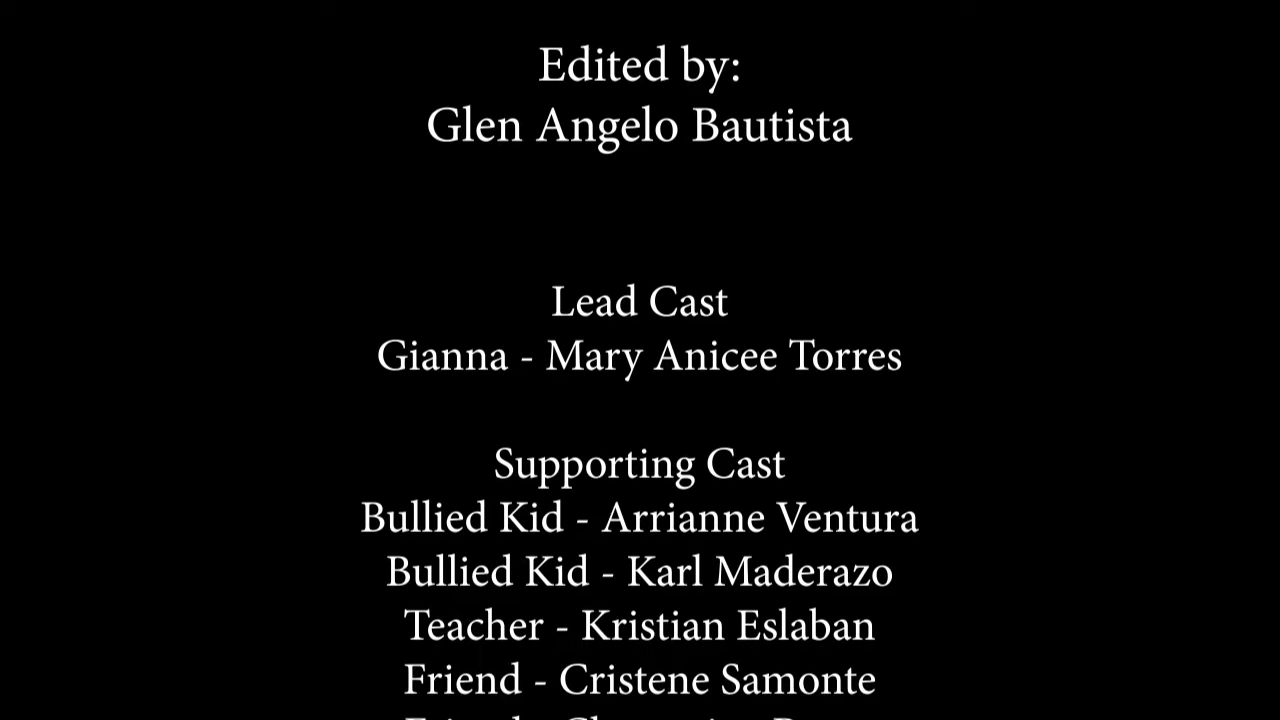 Edited by:
Glen Angelo Bautista
Lead Cast
Gianna - Mary Anicee Torres
Supporting Cast
Bullied Kid - Arrianne Ventura
Bullied Kid - Karl Maderazo
Teacher - Kristian Eslaban
Friend - Cristene Samonte